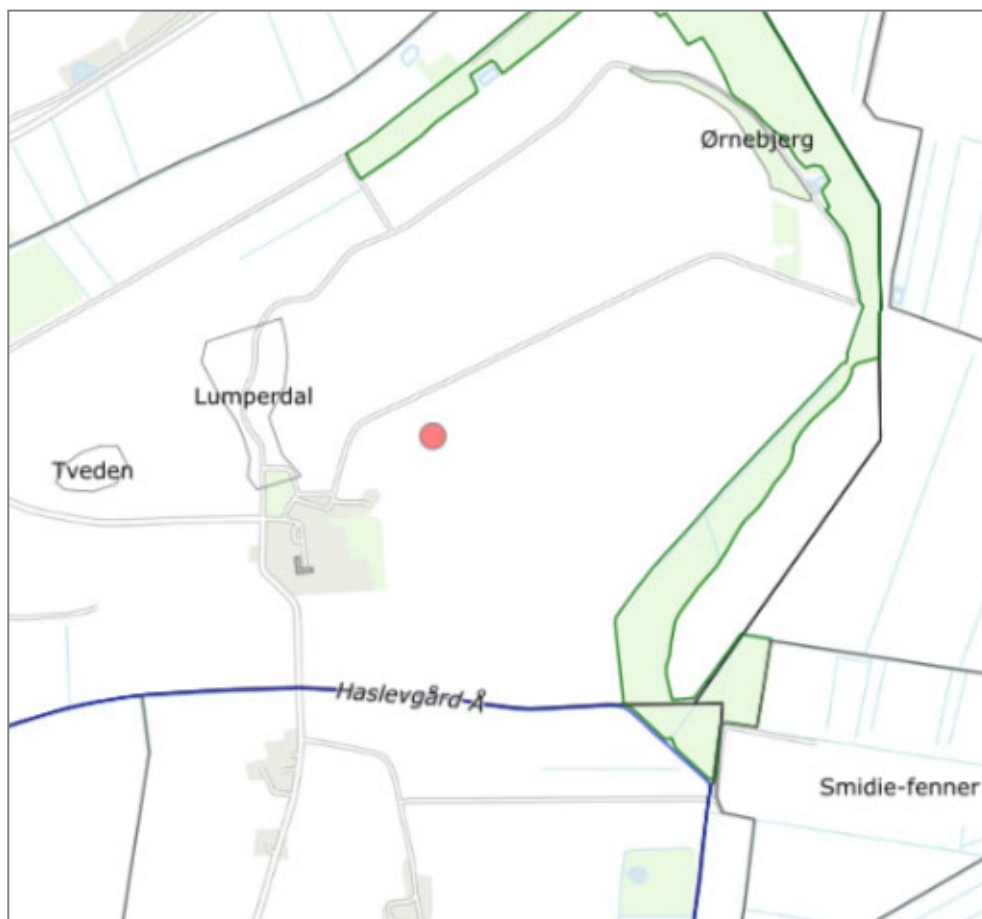 Ørnebjerg
Lumperdal
Tveden
Haslevgård Å
Smidie-fenner